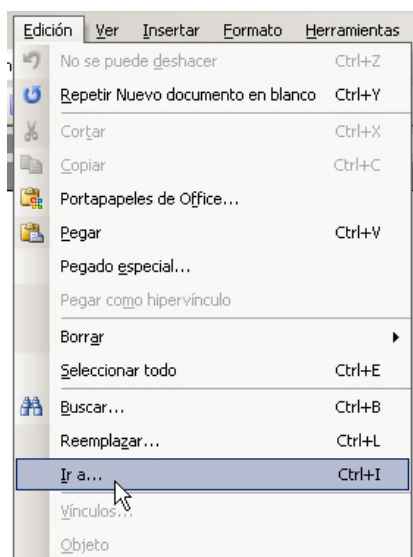 Edición Ver Insertar Formato Herramientas
No se puede deshacer Ctrl+Z
Repetir Nuevo documento en blanco Ctrl+Y
Cortar Ctrl+X
Copiar Ctrl+C
Portapapeles de Office...
Pegar Ctrl+V
Pegado especial...
Pegar como hipervínculo
Borrar
Seleccionar todo Ctrl+E
Buscar... Ctrl+B
Reemplazar... Ctrl+L
Ir a... Ctrl+I
Vínculos...
Objeto